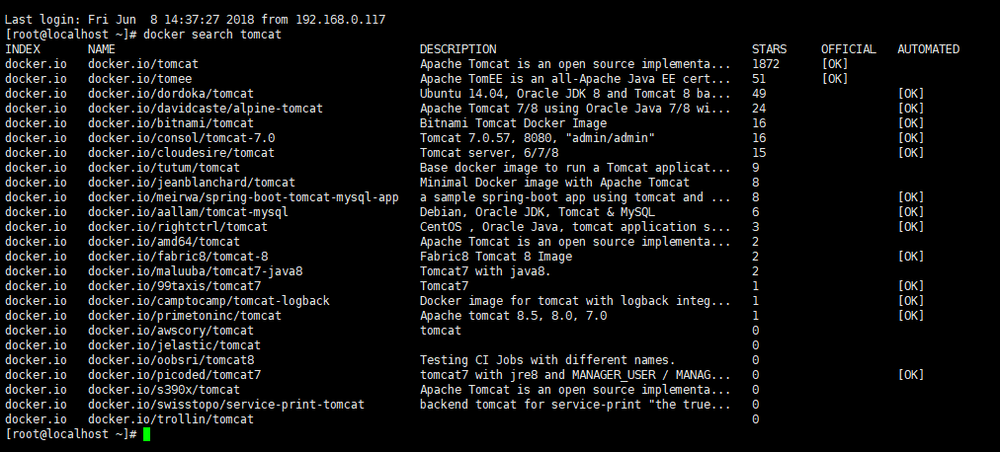 Last login: Fri Jun  8 14:37:27 2018 from 192.168.0.117
[root@localhost ~]# docker search tomcat
INDEX       NAME                                            DESCRIPTION                                     STARS     OFFICIAL   AUTOMATED
docker.io   docker.io/tomcat                                Apache Tomcat is an open source implementa...   1872      [OK]
docker.io   docker.io/tomee                                 Apache TomEE is an all-Apache Java EE cert...   51        [OK]
docker.io   docker.io/dordoka/tomcat                        Ubuntu 14.04, Oracle JDK 8 and Tomcat 8 ba...   49                   [OK]
docker.io   docker.io/davidcaste/alpine-tomcat              Apache Tomcat 7/8 using Oracle Java 7/8 wi...   24                   [OK]
docker.io   docker.io/bitnami/tomcat                        Bitnami Tomcat Docker Image                     16                   [OK]
docker.io   docker.io/consol/tomcat-7.0                     Tomcat 7.0.57, 8080, "admin/admin"              16                   [OK]
docker.io   docker.io/cloudesire/tomcat                     Tomcat server, 6/7/8                            15                   [OK]
docker.io   docker.io/tutum/tomcat                          Base docker image to run a Tomcat applicat...   9
docker.io   docker.io/jeanblanchard/tomcat                  Minimal Docker image with Apache Tomcat         8
docker.io   docker.io/meirwa/spring-boot-tomcat-mysql-app   a sample spring-boot app using tomcat and ...   8                    [OK]
docker.io   docker.io/aallam/tomcat-mysql                   Debian, Oracle JDK, Tomcat & MySQL              6                    [OK]
docker.io   docker.io/rightctrl/tomcat                      CentOS , Oracle Java, tomcat application s...   3                    [OK]
docker.io   docker.io/amd64/tomcat                          Apache Tomcat is an open source implementa...   2
docker.io   docker.io/fabric8/tomcat-8                      Fabric8 Tomcat 8 Image                          2                    [OK]
docker.io   docker.io/maluuba/tomcat7-java8                 Tomcat7 with java8.                             2
docker.io   docker.io/99taxis/tomcat7                       Tomcat7                                         1                    [OK]
docker.io   docker.io/camptocamp/tomcat-logback             Docker image for tomcat with logback integ...   1                    [OK]
docker.io   docker.io/primetoninc/tomcat                    Apache tomcat 8.5, 8.0, 7.0                     1                    [OK]
docker.io   docker.io/awscory/tomcat                        tomcat                                          0
docker.io   docker.io/jelastic/tomcat                                                                       0
docker.io   docker.io/oobsri/tomcat8                        Testing CI Jobs with different names.           0
docker.io   docker.io/picoded/tomcat7                       tomcat7 with jre8 and MANAGER_USER / MANAG...   0                    [OK]
docker.io   docker.io/s390x/tomcat                          Apache Tomcat is an open source implementa...   0
docker.io   docker.io/swisstopo/service-print-tomcat        backend tomcat for service-print "the true...   0
docker.io   docker.io/trollin/tomcat                                                                        0
[root@localhost ~]#